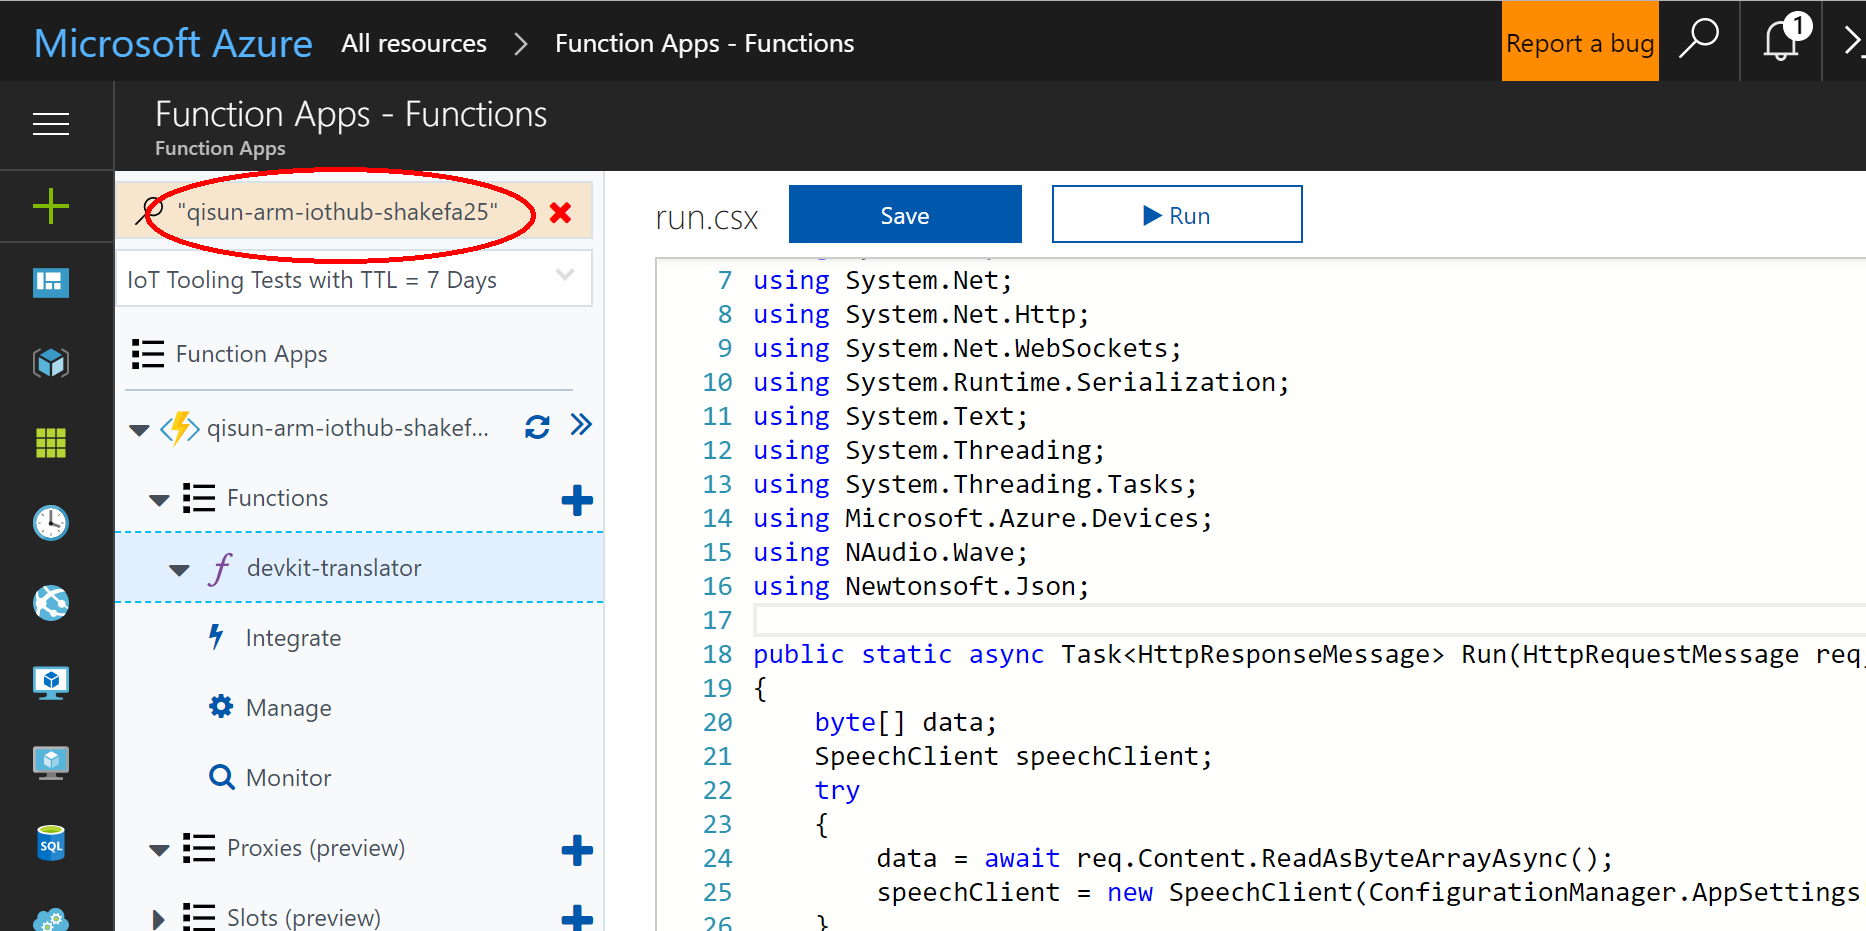 Microsoft Azure All resources > Function Apps - Functions Report a bug 1
Function Apps - Functions
Function Apps
"qisun-arm-iothub-shakefa25"
IoT Tooling Tests with TTL = 7 Days
Function Apps
qisun-arm-iothub-shakef...
Functions
devkit-translator
Integrate
Manage
Monitor
SQL
Proxies (preview)
Slots (preview)
run.csx Save Run
7 using System.Net;
8 using System.Net.Http;
9 using System.Net.WebSockets;
10 using System.Runtime.Serialization;
11 using System.Text;
12 using System.Threading;
13 using System.Threading.Tasks;
14 using Microsoft.Azure.Devices;
15 using NAudio.Wave;
16 using Newtonsoft.Json;
17
18 public static async Task<HttpResponseMessage> Run(HttpRequestMessage req,
19 {
20 byte[] data;
21 SpeechClient speechClient;
22 try
23 {
24 data = await req.Content.ReadAsByteArrayAsync();
25 speechClient = new SpeechClient(ConfigurationManager.AppSettings
26 }